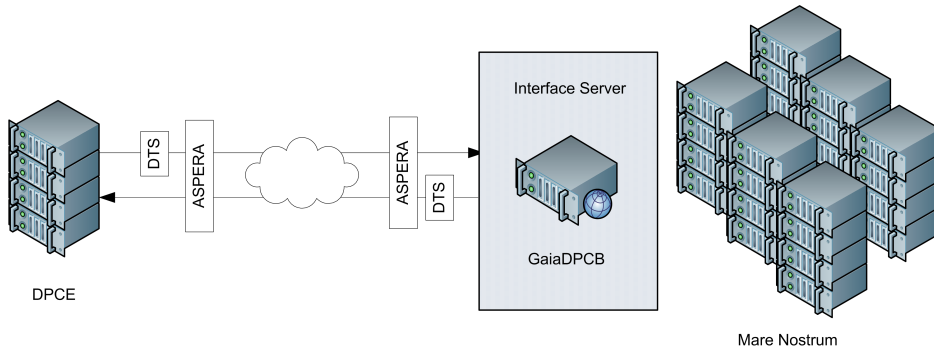 DPCE
DTS
ASPERA
ASPERA
DTS
Interface Server
GaiaDPCB
Mare Nostrum